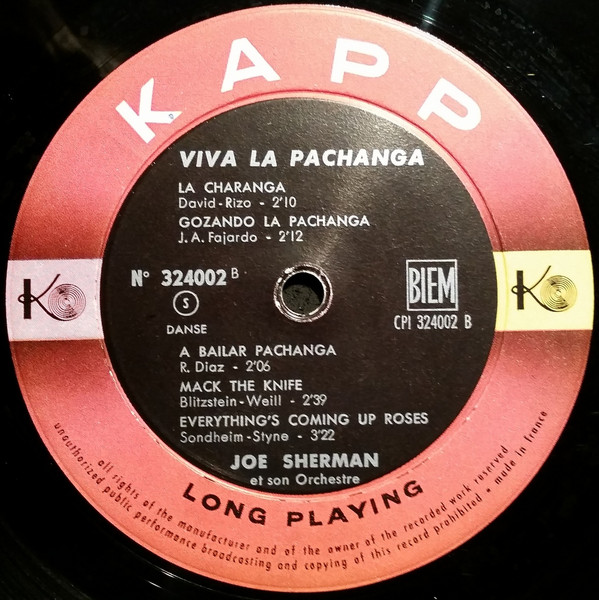 KAPP
VIVA LA PACHANGA
LA CHARANGA
David-Rizo - 2'10
GOZANDO LA PACHANGA
J. A. Fajardo - 2'12
K
N° 324002 B
S
DANSE
BIEM
CPI 324002 B
K
A BAILAR PACHANGA
R. Diaz - 2'06
MACK THE KNIFE
Blitzstein-Weill - 2'39
EVERYTHING'S COMING UP ROSES
Sondheim-Styne - 3'22
JOE SHERMAN
et son Orchestre
LONG PLAYING
all rights of the manufacturer and of the owner of the recorded work reserved
unauthorized public performance broadcasting and copying of this record prohibited • made in france